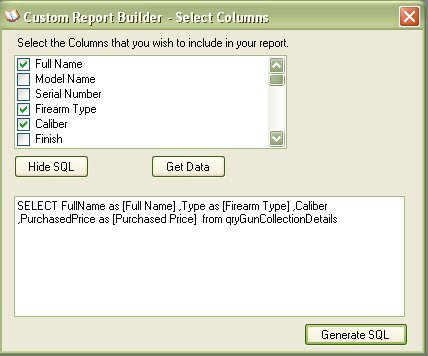 Custom Report Builder - Select Columns
Select the Columns that you wish to include in your report.
Full Name
Model Name
Serial Number
Firearm Type
Caliber
Finish
Hide SQL
Get Data
SELECT FullName as [Full Name] ,Type as [Firearm Type] ,Caliber
,PurchasedPrice as [Purchased Price]  from qryGunCollectionDetails
Generate SQL